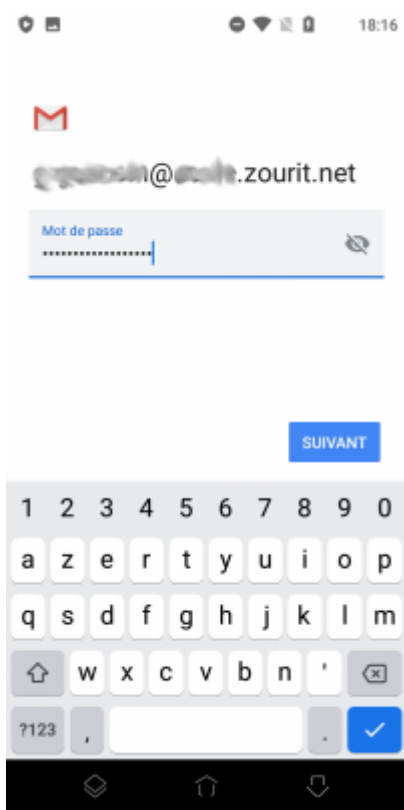 18:16
@
.zourit.net
Mot de passe
••••••••••••••••••
SUIVANT
1 2 3 4 5 6 7 8 9 0
a z e r t y u i o p
q s d f g h j k l m
w x c v b n '
?123 , .